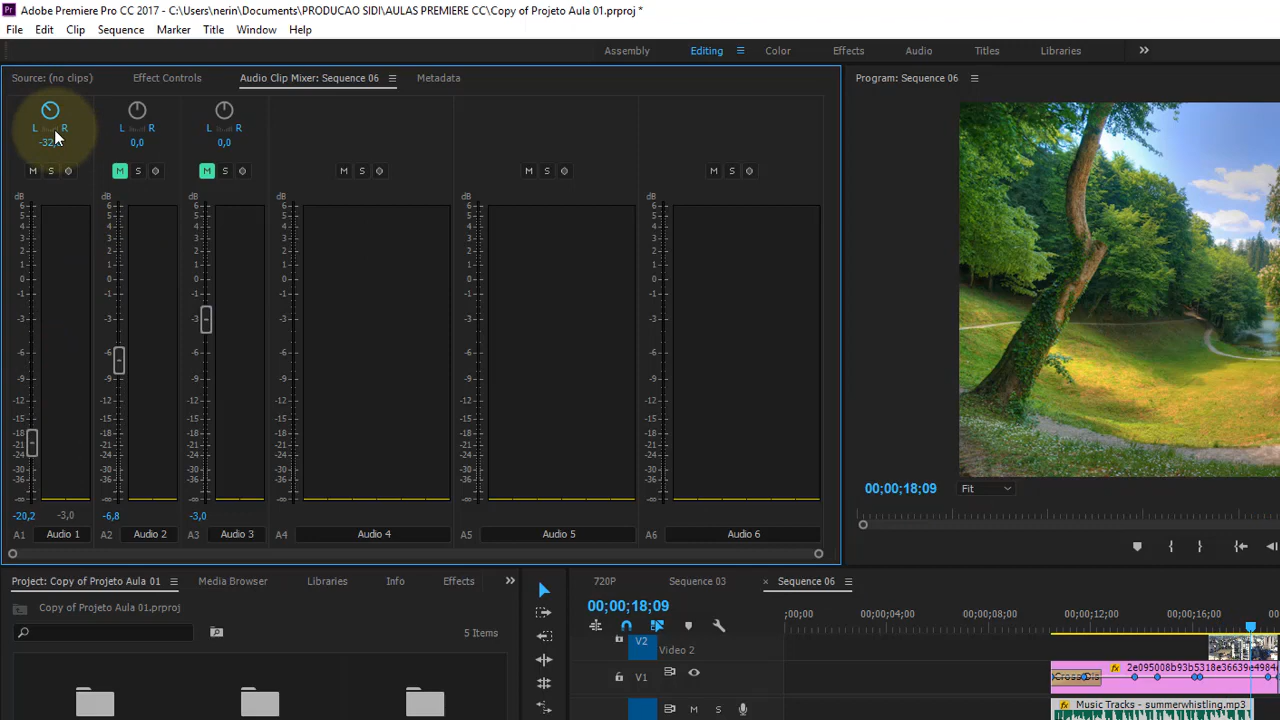 Adobe Premiere Pro CC 2017 - C:\Users\nerin\Documents\PRODUCAO SIDI\AULAS PREMIERE CC\Copy of Projeto Aula 01.prproj *
File Edit Clip Sequence Marker Title Window Help
Assembly Editing Color Effects Audio Titles Libraries
Source: (no clips) Effect Controls Audio Clip Mixer: Sequence 06 Metadata Program: Sequence 06
L R L R L R
0,0 0,0
M S M S M S M S M S M S
dB dB dB dB dB dB
6 6 6 6 6 6
5 5 5 5 5 5
4 4 4 4 4 4
3 3 3 3 3 3
2 2 2 2 2 2
1 1 1 1 1 1
0 0 0 0 0 0
-1 -1 -1 -1 -1 -1
-3 -3 -3 -3 -3 -3
-6 -6 -6 -6 -6 -6
-9 -9 -9 -9 -9 -9
-12 -12 -12 -12 -12 -12
-15 -15 -15 -15 -15 -15
-18 -18 -18 -18 -18 -18
-21 -21 -21 -21 -21 -21
-24 -24 -24 -24 -24 -24
-30 -30 -30 -30 -30 -30
-36 -36 -36 -36 -36 -36
-∞ -∞ -∞ -∞ -∞ -∞
00;00;18;09 Fit
-20,2 -3,0 -6,8 -3,0
A1 Audio 1 A2 Audio 2 A3 Audio 3 A4 Audio 4 A5 Audio 5 A6 Audio 6
Project: Copy of Projeto Aula 01 Media Browser Libraries Info Effects
Copy of Projeto Aula 01.prproj
5 Items
720P Sequence 03 × Sequence 06
00;00;18;09
;00;00 00;00;04;00 00;00;08;00 00;00;12;00 00;00;16;00
V2 Video 2
V1
fx 2e095008b93b5318e36639e4984
Cross Dis
M S
fx Music Tracks - summerwhistling.mp3